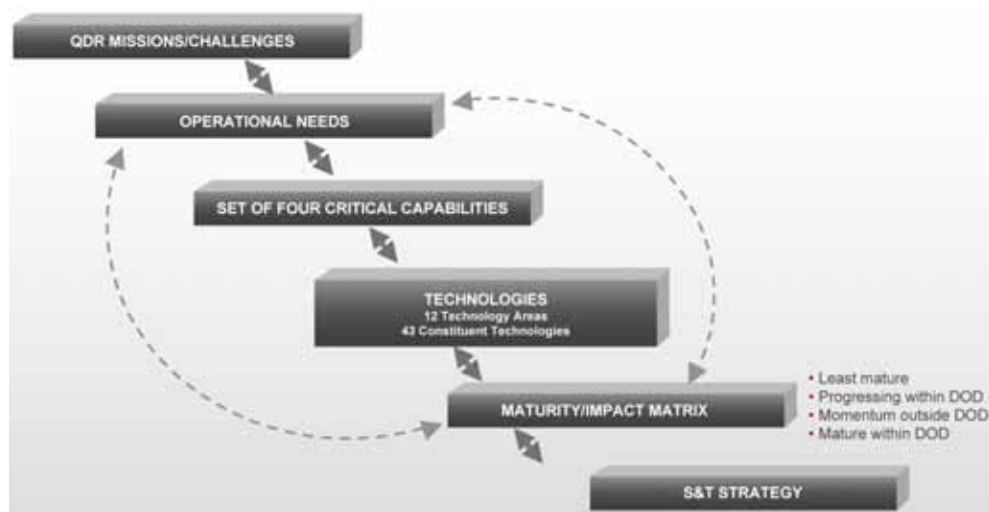 QDR MISSIONS/CHALLENGES
OPERATIONAL NEEDS
SET OF FOUR CRITICAL CAPABILITIES
TECHNOLOGIES
12 Technology Areas
43 Constituent Technologies
MATURITY/IMPACT MATRIX
• Least mature
• Progressing within DOD
• Momentum outside DOD
• Mature within DOD
S&T STRATEGY